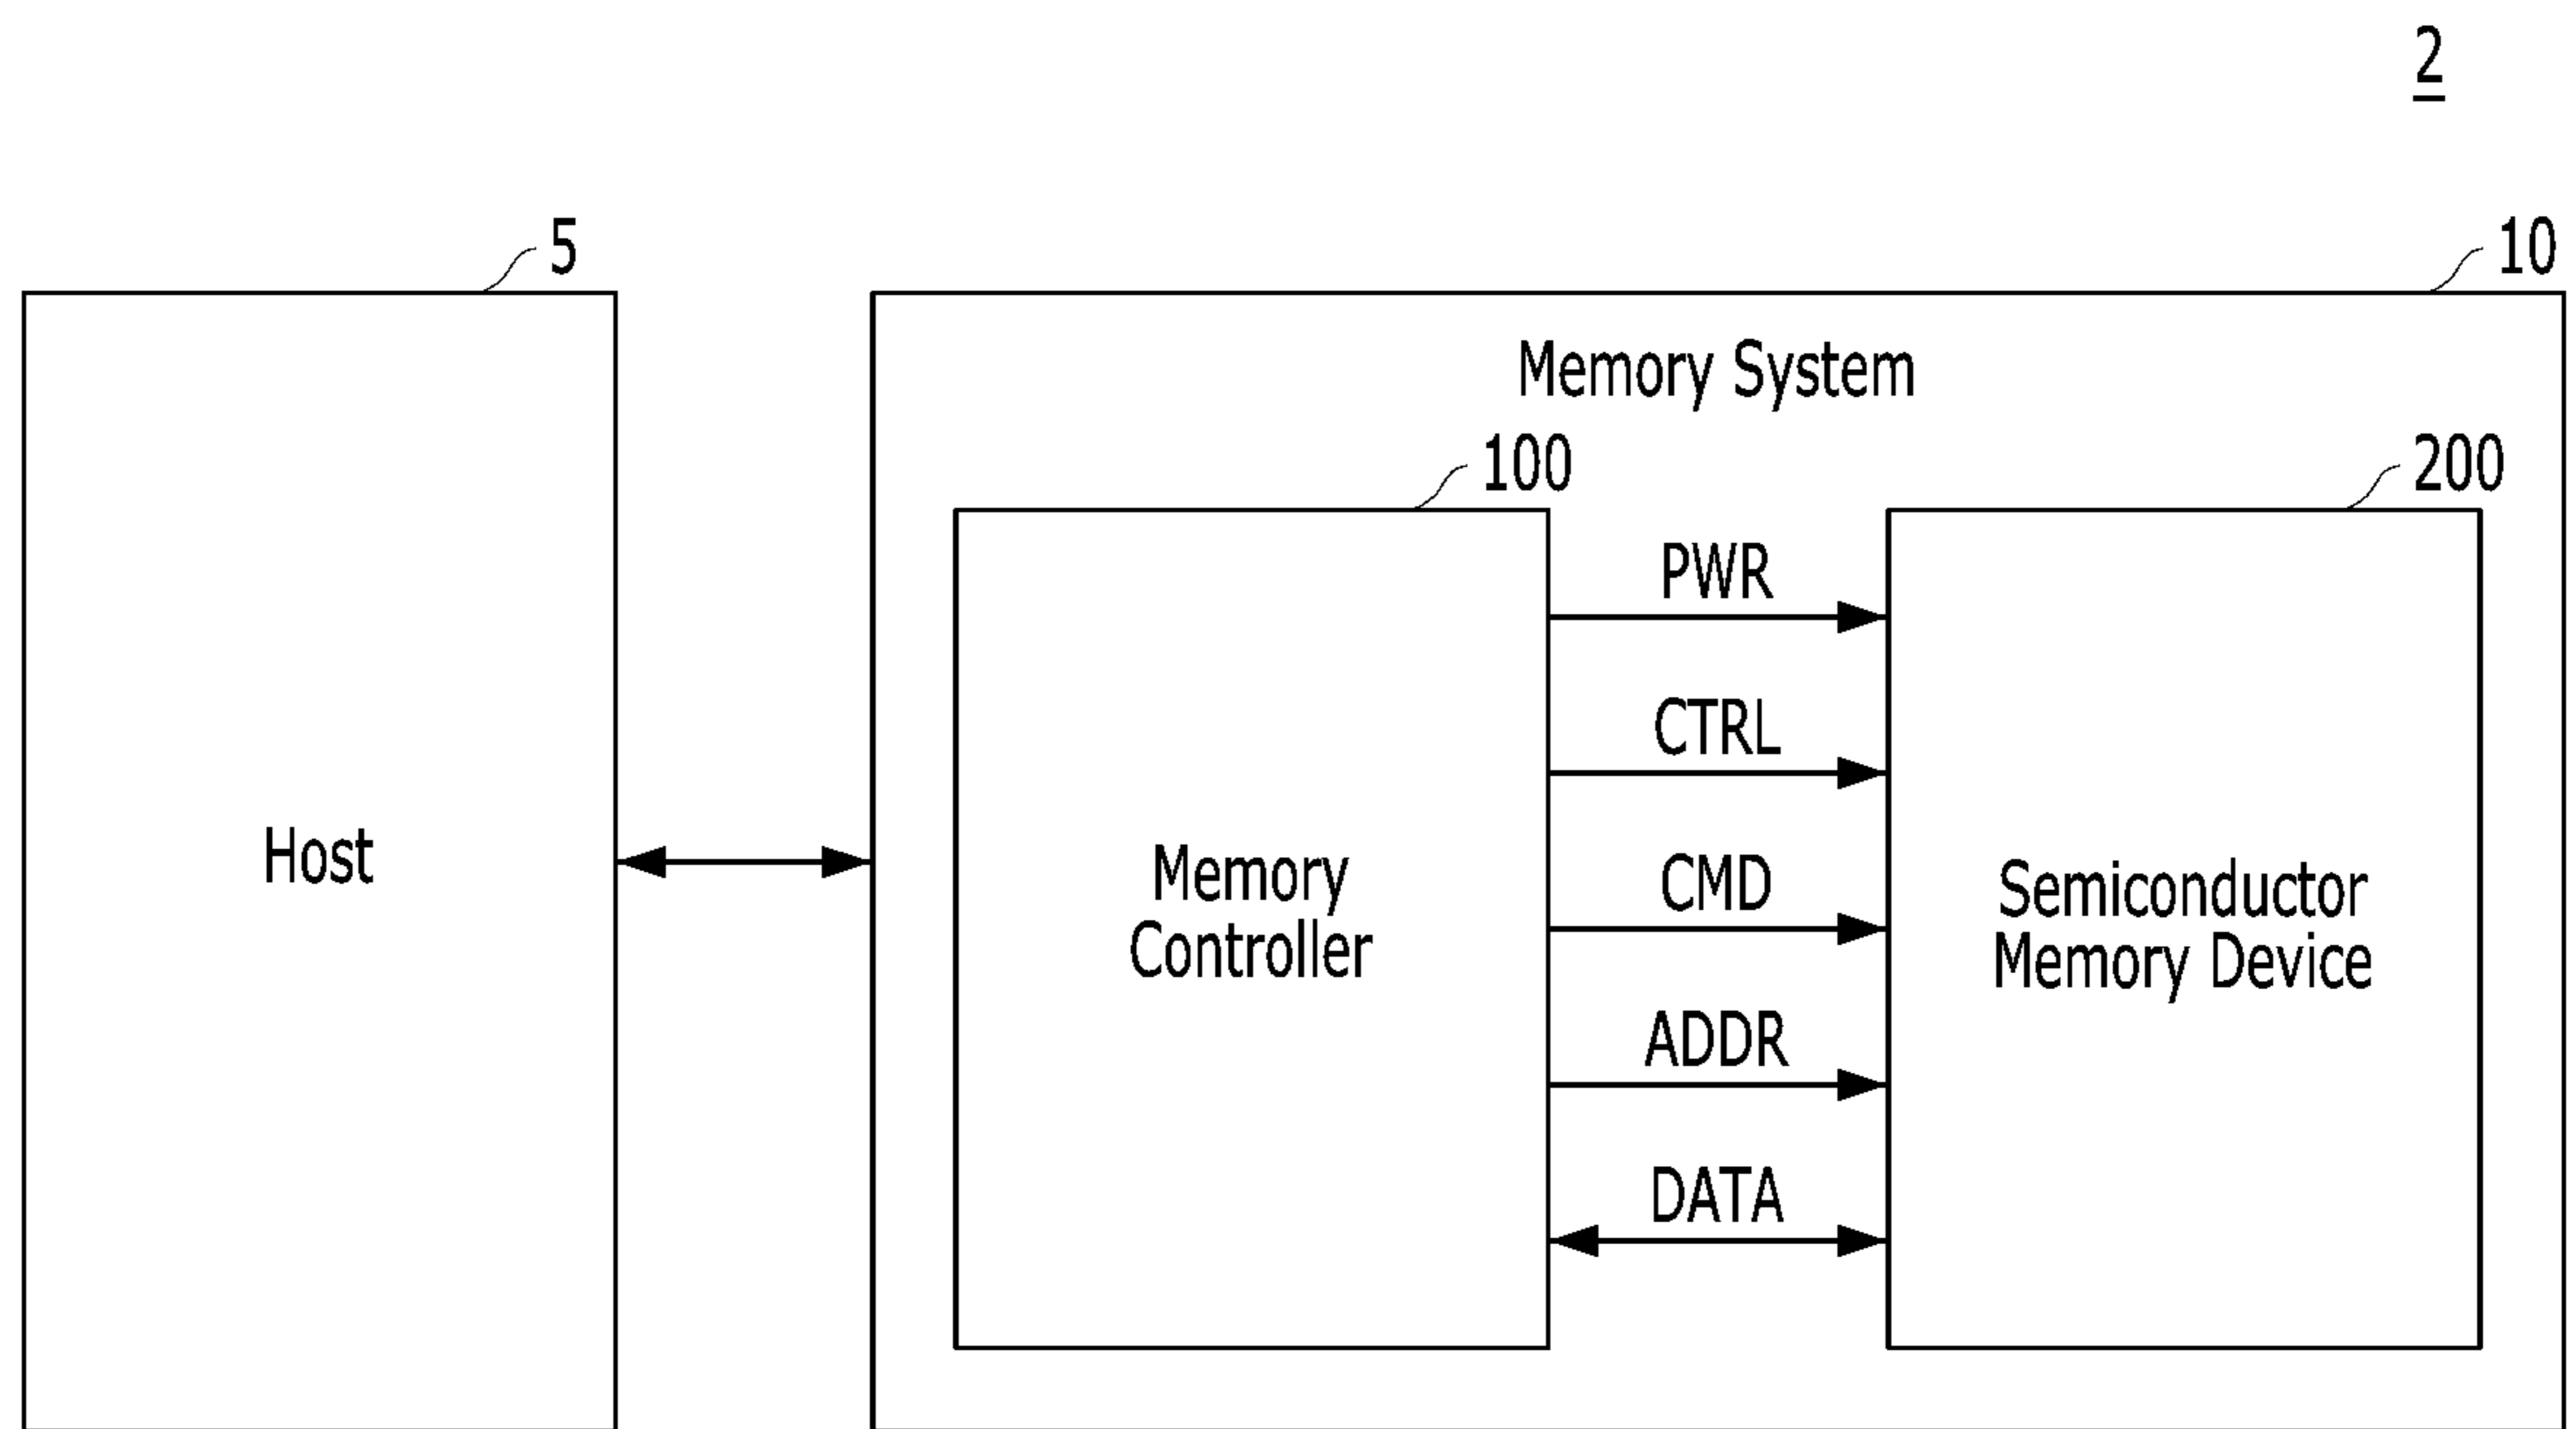 2
5
10
Memory System
100
200
PWR
CTRL
Host
CMD
Memory
Controller
Semiconductor
Memory Device
ADDR
DATA